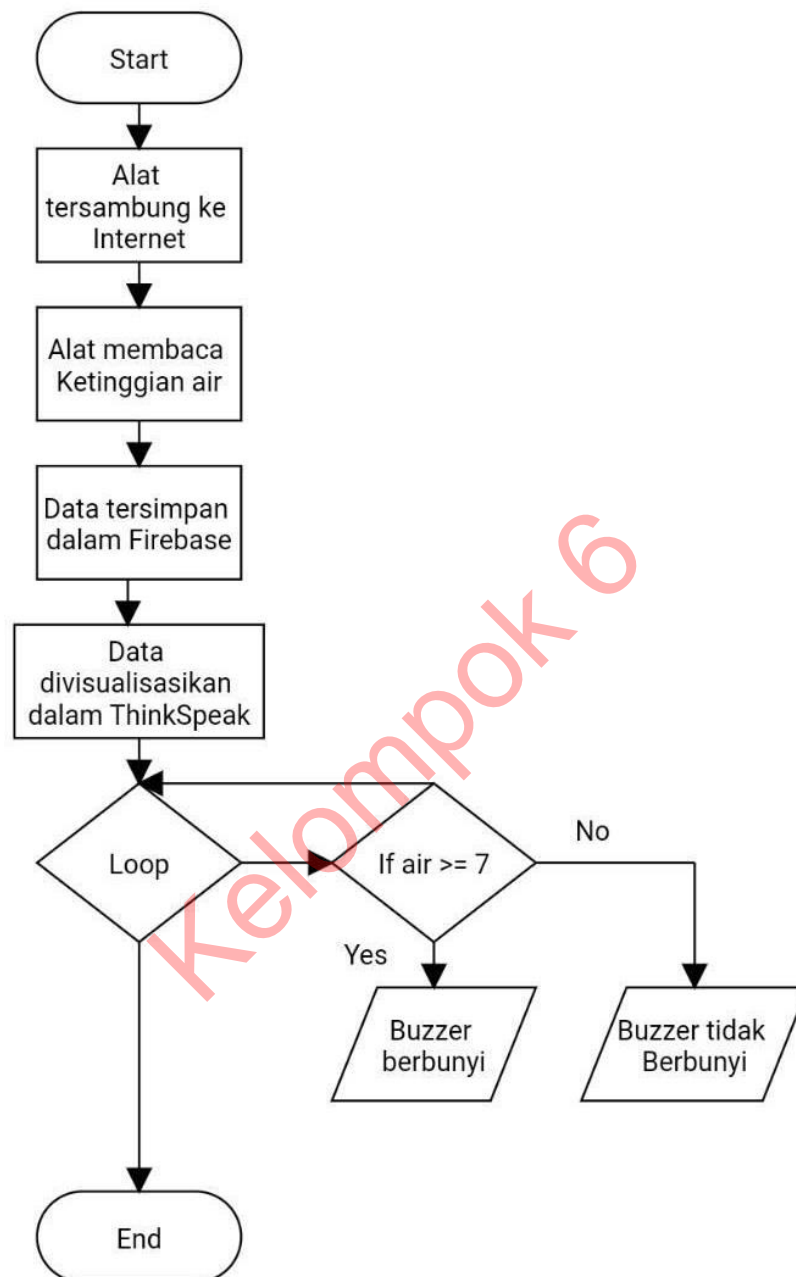 Start
Alat
tersambung ke
Internet
Alat membaca
Ketinggian air
Data tersimpan
dalam Firebase
Data
divisualisasikan
dalam ThinkSpeak
Loop
If air >= 7
No
Yes
Buzzer
berbunyi
Buzzer tidak
Berbunyi
End
Kelompok 6